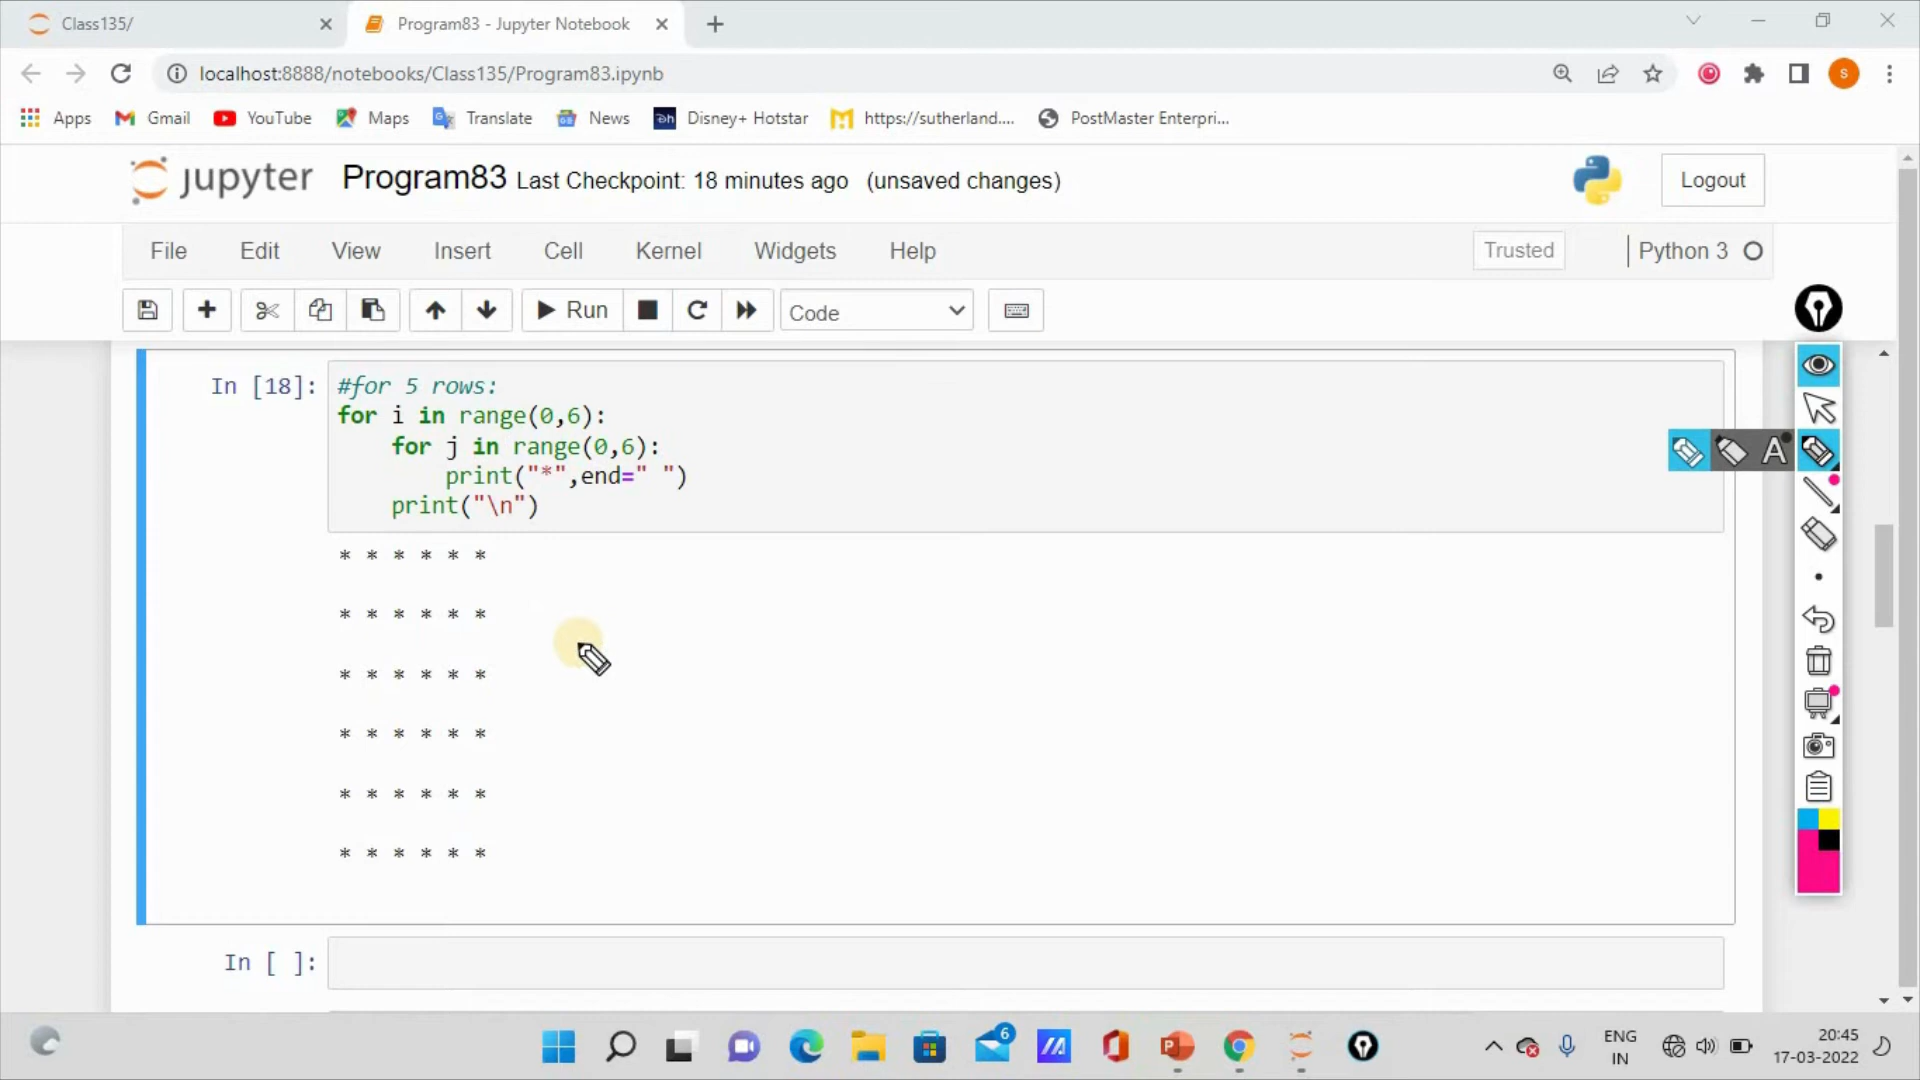 Class135/
Program83 - Jupyter Notebook
localhost:8888/notebooks/Class135/Program83.ipynb
S
Apps
Gmail
YouTube
Maps
Translate
News
Disney+ Hotstar
https://sutherland....
PostMaster Enterpri...
jupyter
Program83 Last Checkpoint: 18 minutes ago (unsaved changes)
Logout
File
Edit
View
Insert
Cell
Kernel
Widgets
Help
Trusted
Python 3
Run
Code
A
In [18]:
#for 5 rows:
for i in range(0,6):
    for j in range(0,6):
        print("*",end=" ")
    print("\n")
* * * * * *
* * * * * *
* * * * * *
* * * * * *
* * * * * *
* * * * * *
In [ ]:
6
ENG
IN
20:45
17-03-2022